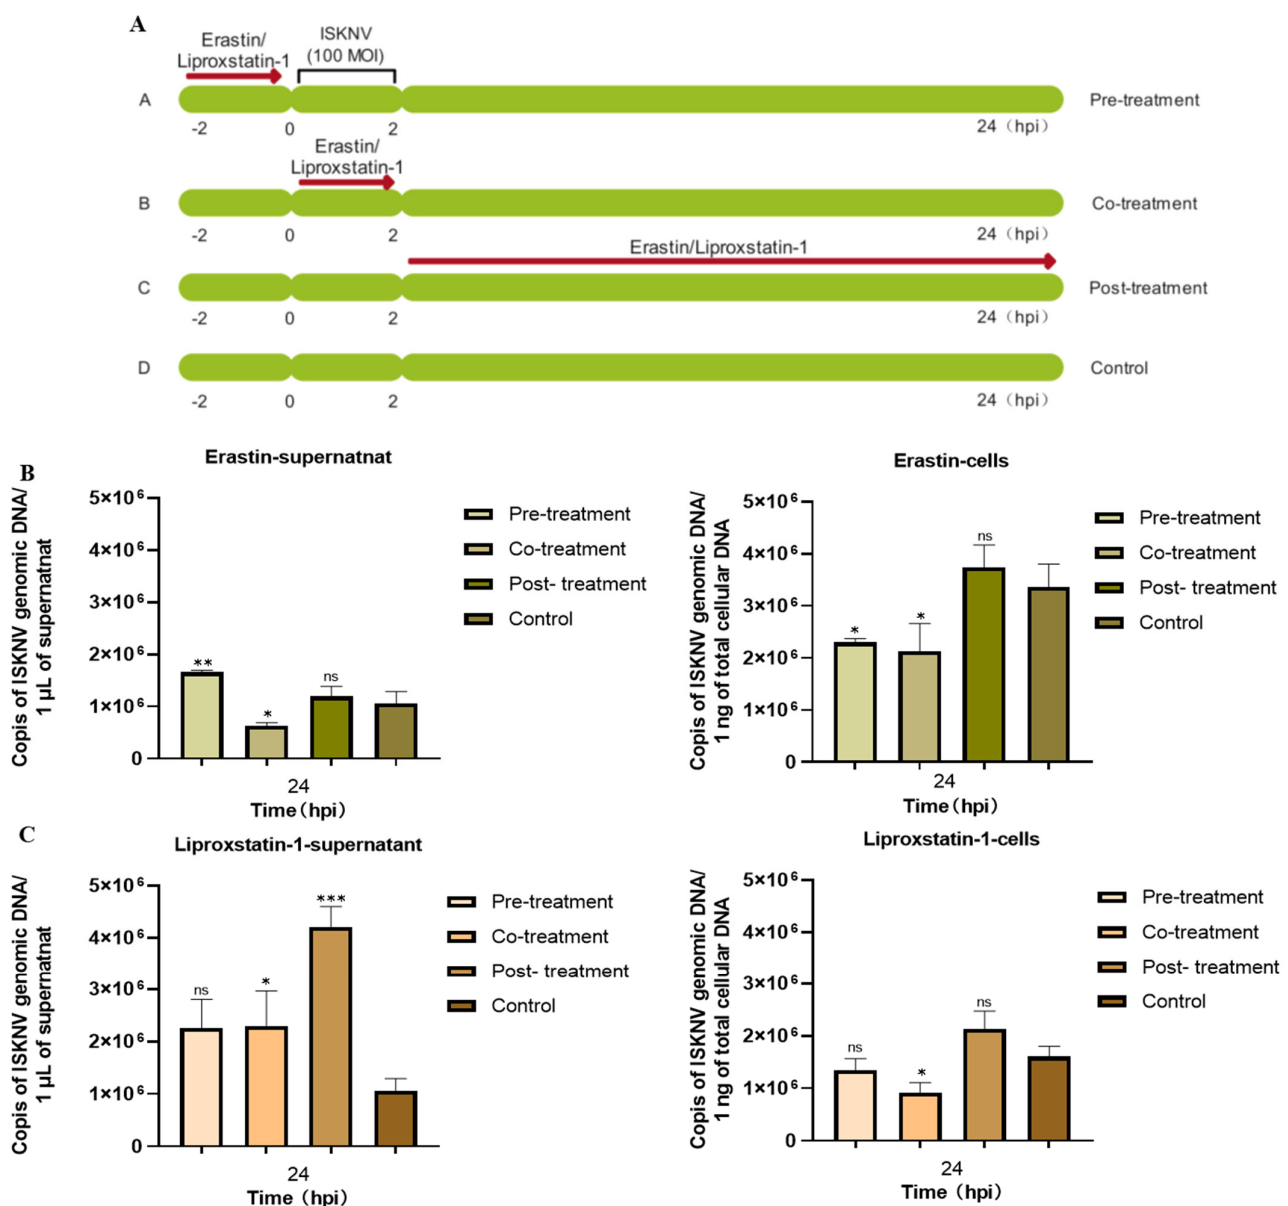 A
Erastin/
Liproxstatin-1
ISKNV
(100 MOI)
A
Pre-treatment
-2 0 2 24 (hpi)
Erastin/
Liproxstatin-1
B
Co-treatment
-2 0 2 24 (hpi)
Erastin/Liproxstatin-1
C
Post-treatment
-2 0 2 24 (hpi)
D
Control
-2 0 2 24 (hpi)
B
Erastin-supernatnat
Copis of ISKNV genomic DNA/
1 μL of supernatnat
5×10⁶
4×10⁶
3×10⁶
2×10⁶
1×10⁶
0
**
*
ns
24
Time (hpi)
Pre-treatment
Co-treatment
Post- treatment
Control
Erastin-cells
Copis of ISKNV genomic DNA/
1 ng of total cellular DNA
5×10⁶
4×10⁶
3×10⁶
2×10⁶
1×10⁶
0
*
*
ns
24
Time (hpi)
Pre-treatment
Co-treatment
Post- treatment
Control
C
Liproxstatin-1-supernatant
Copis of ISKNV genomic DNA/
1 μL of supernatnat
5×10⁶
4×10⁶
3×10⁶
2×10⁶
1×10⁶
0
ns
*
***
24
Time (hpi)
Pre-treatment
Co-treatment
Post- treatment
Control
Liproxstatin-1-cells
Copis of ISKNV genomic DNA/
1 ng of total cellular DNA
5×10⁶
4×10⁶
3×10⁶
2×10⁶
1×10⁶
0
ns
*
ns
24
Time (hpi)
Pre-treatment
Co-treatment
Post- treatment
Control